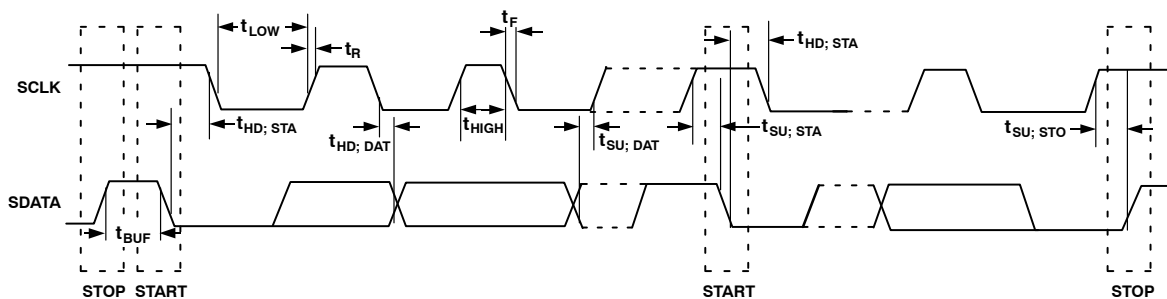 tLOW
tR
tF
tHD; STA
SCLK
tHD; STA
tHD; DAT
tHIGH
tSU; DAT
tSU; STA
tSU; STO
SDATA
tBUF
STOP START START STOP